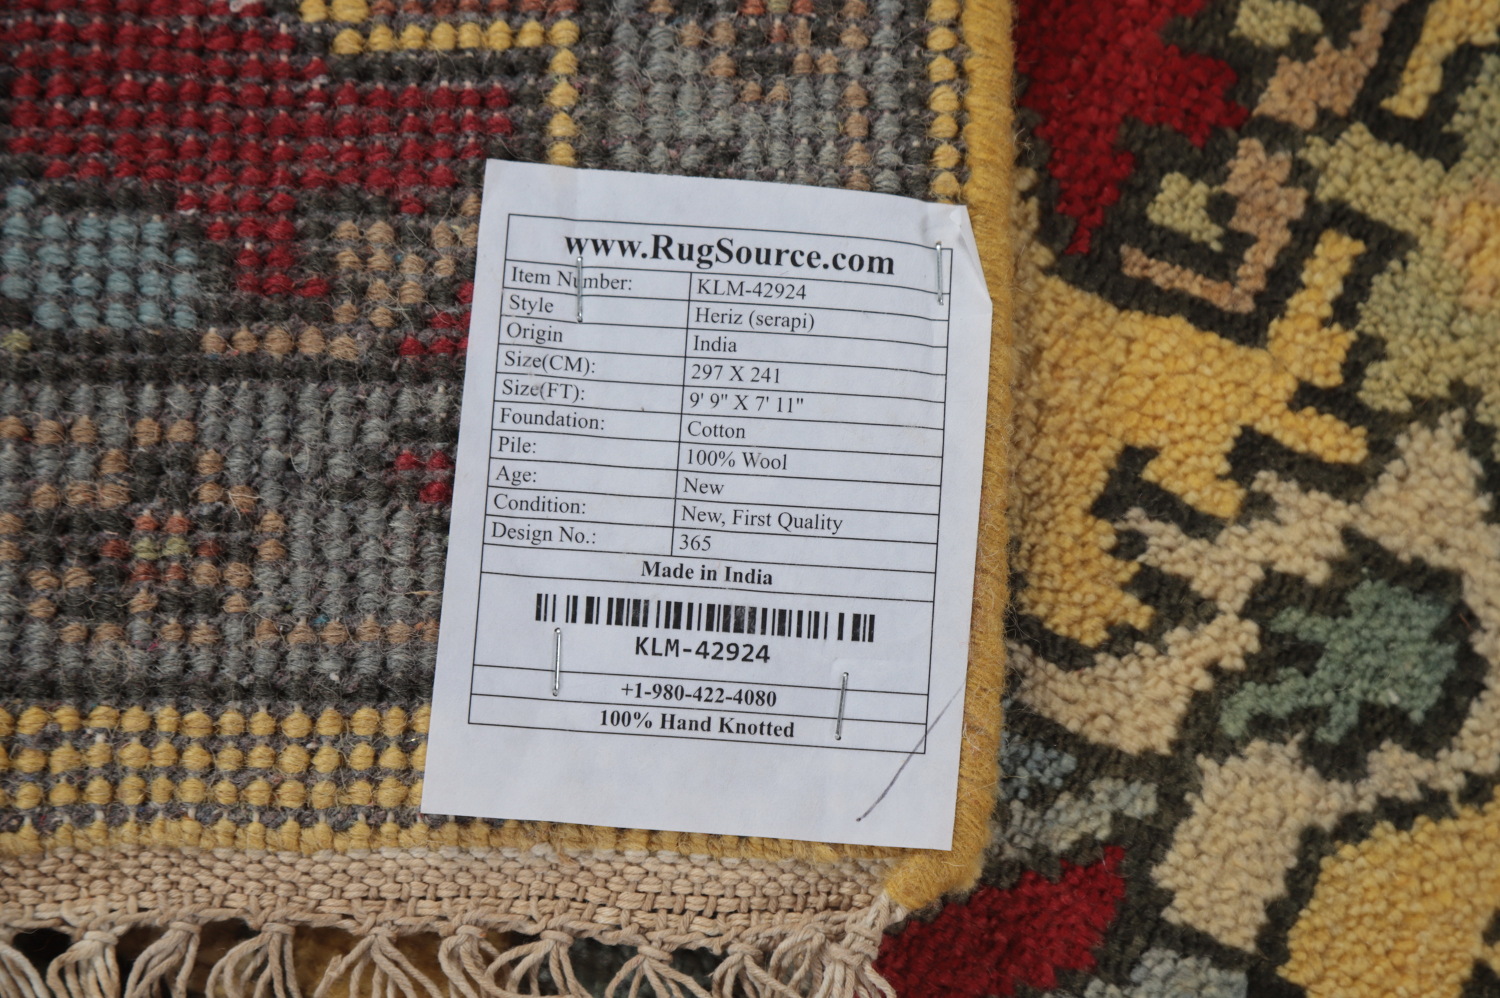 www.RugSource.com
Item Number: KLM-42924
Style Heriz (serapi)
Origin India
Size(CM): 297 X 241
Size(FT): 9' 9" X 7' 11"
Foundation: Cotton
Pile: 100% Wool
Age: New
Condition: New, First Quality
Design No.: 365
Made in India
KLM-42924
+1-980-422-4080
100% Hand Knotted